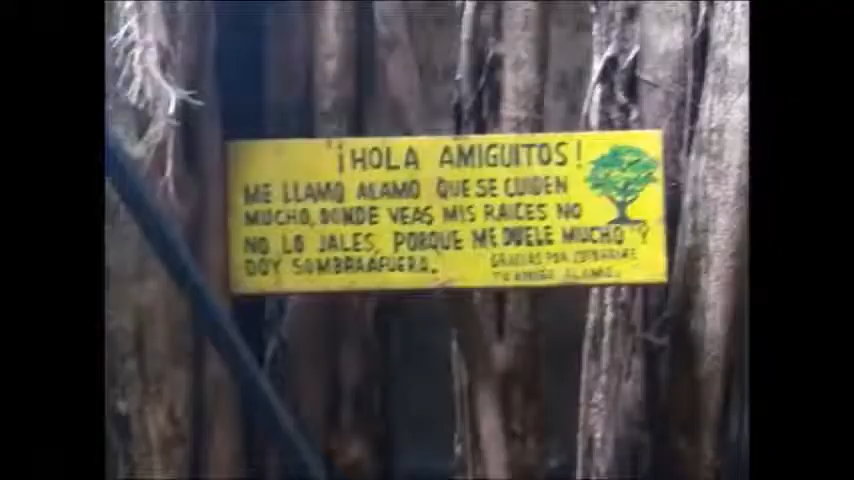 ¡HOLA AMIGUITOS!
ME LLAMO ALAMO QUE SE CUIDEN
MUCHO, DONDE VEAS MIS RAICES NO
NO LO JALES, PORQUE ME DUELE MUCHO Y
DOY SOMBRA AFUERA.
GRACIAS POR
TU AMIGO ALAMO.